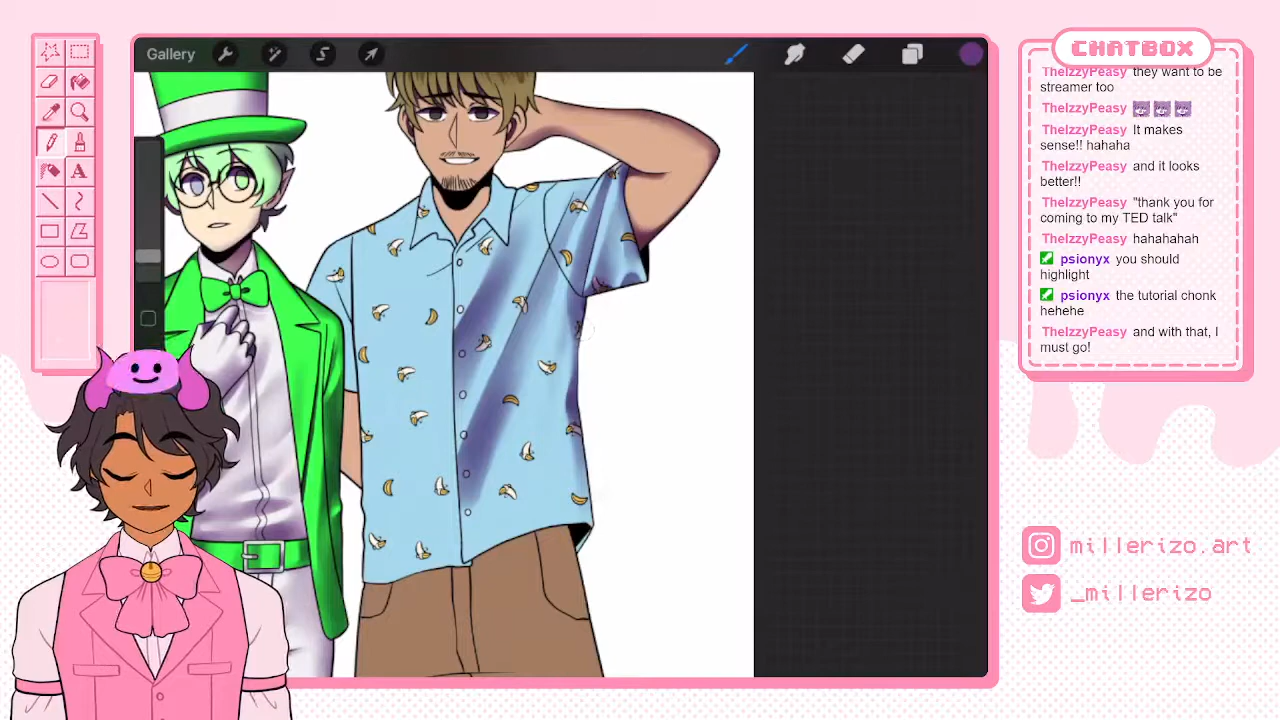 Gallery
A
CHATBOX
TheIzzyPeasy they want to be
streamer too
TheIzzyPeasy
TheIzzyPeasy It makes
sense!! hahaha
TheIzzyPeasy and it looks
better!!
TheIzzyPeasy "thank you for
coming to my TED talk"
TheIzzyPeasy hahahahah
psionyx you should
highlight
psionyx the tutorial chonk
hehehe
TheIzzyPeasy and with that, I
must go!
millerizo.art
_millerizo